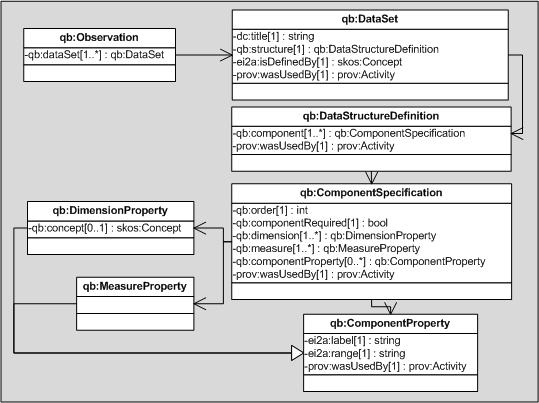 qb:Observation
-qb:dataSet[1..*] : qb:DataSet
qb:DataSet
-dc:title[1] : string
-qb:structure[1] : qb:DataStructureDefinition
-ei2a:isDefinedBy[1] : skos:Concept
-prov:wasUsedBy[1] : prov:Activity
qb:DataStructureDefinition
-qb:component[1..*] : qb:ComponentSpecification
-prov:wasUsedBy[1] : prov:Activity
qb:ComponentSpecification
-qb:order[1] : int
-qb:componentRequired[1] : bool
-qb:dimension[1..*] : qb:DimensionProperty
-qb:measure[1..*] : qb:MeasureProperty
-qb:componentProperty[0..*] : qb:ComponentProperty
-prov:wasUsedBy[1] : prov:Activity
qb:DimensionProperty
-qb:concept[0..1] : skos:Concept
qb:MeasureProperty
qb:ComponentProperty
-ei2a:label[1] : string
-ei2a:range[1] : string
-prov:wasUsedBy[1] : prov:Activity